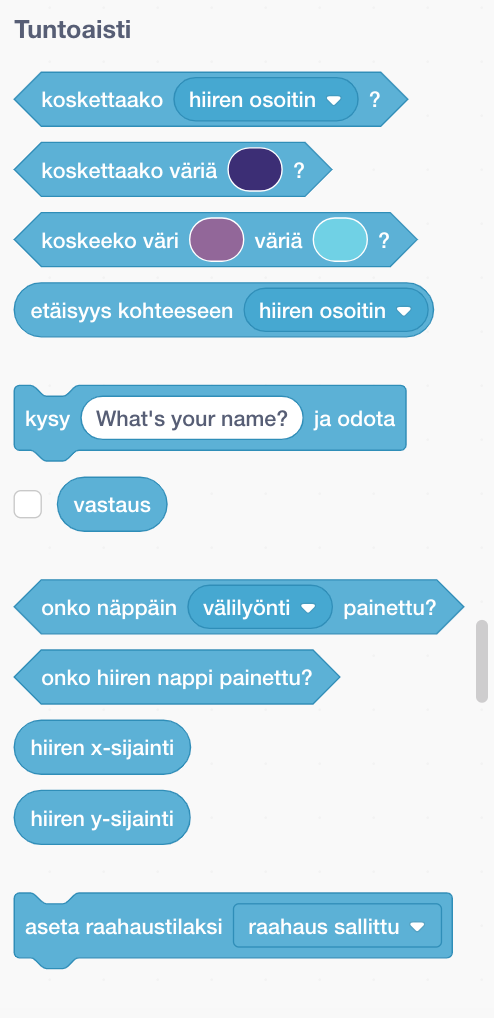 Tuntoaisti
koskettaako hiiren osoitin ?
koskettaako väriä ?
koskeeko väri väriä ?
etäisyys kohteeseen hiiren osoitin
kysy What's your name? ja odota
vastaus
onko näppäin välilyönti painettu?
onko hiiren nappi painettu?
hiiren x-sijainti
hiiren y-sijainti
aseta raahaustilaksi raahaus sallittu